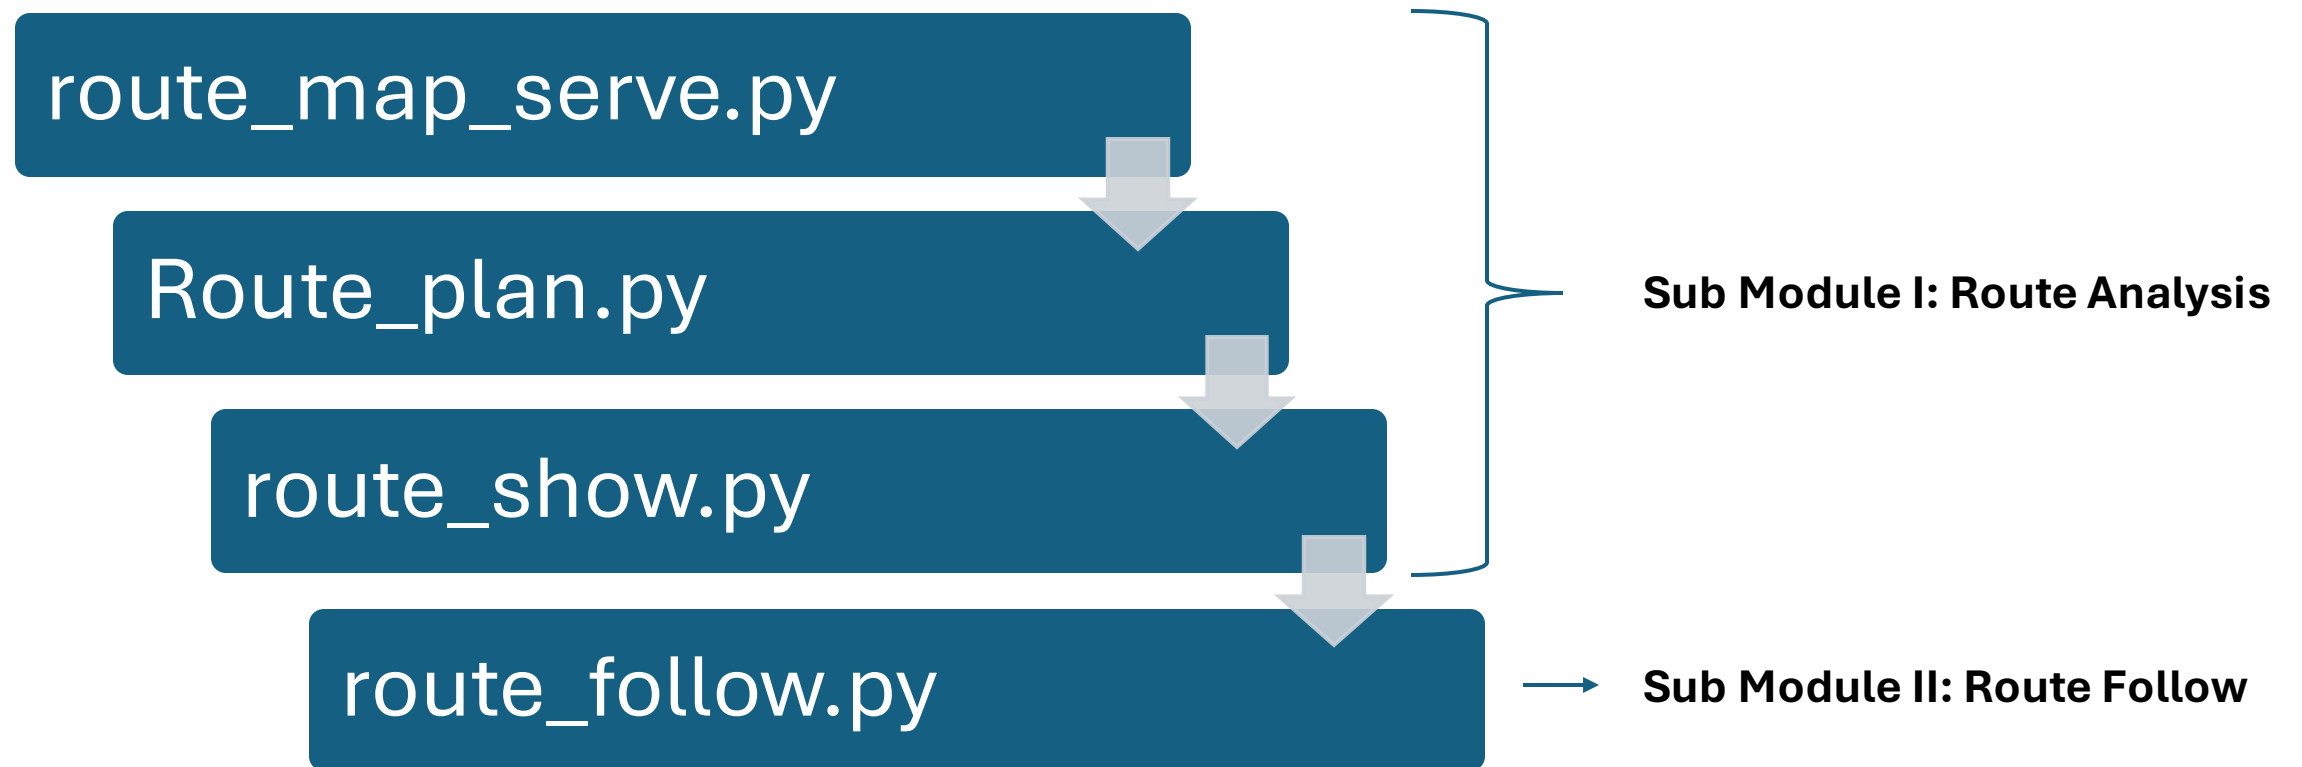 route_map_serve.py
Route_plan.py
Sub Module I: Route Analysis
route_show.py
route_follow.py
Sub Module II: Route Follow